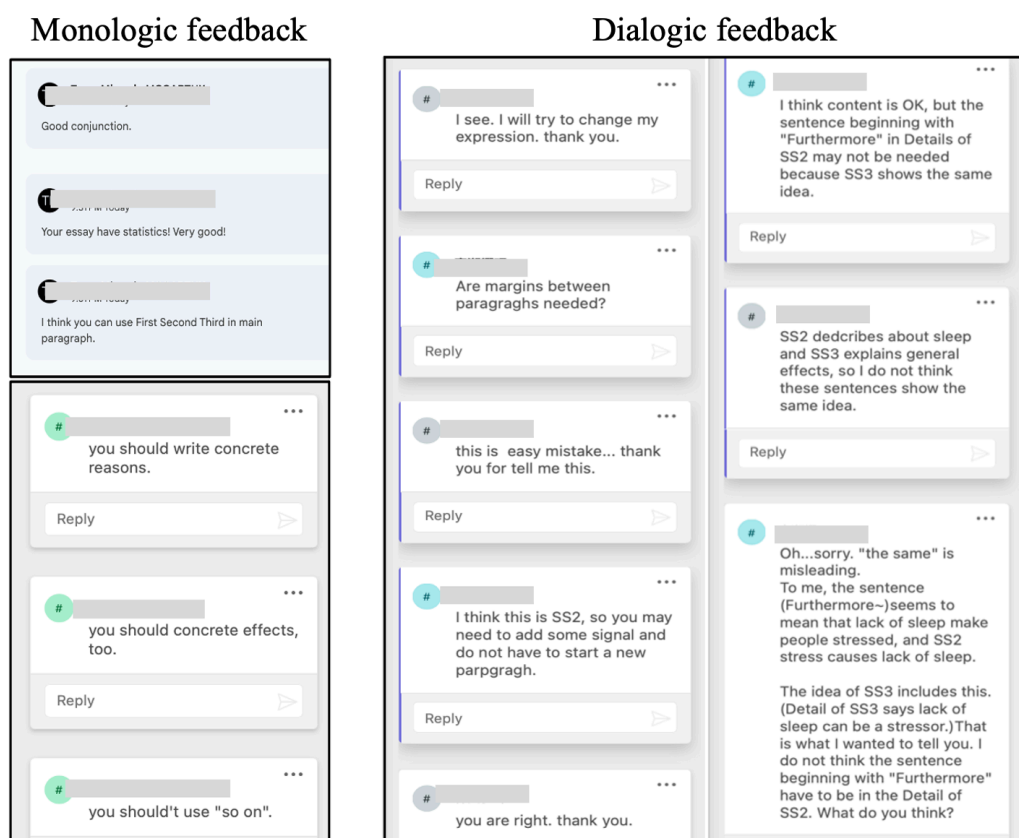 Monologic feedback
Good conjunction.
Your essay have statistics! Very good!
I think you can use First Second Third in main
paragraph.
#
you should write concrete
reasons.
Reply
#
you should concrete effects,
too.
Reply
#
you should't use "so on".
Dialogic feedback
#
I see. I will try to change my
expression. thank you.
Reply
#
Are margins between
paragraghs needed?
Reply
#
this is easy mistake... thank
you for tell me this.
Reply
#
I think this is SS2, so you may
need to add some signal and
do not have to start a new
parpgragh.
Reply
#
you are right. thank you.
#
I think content is OK, but the
sentence beginning with
"Furthermore" in Details of
SS2 may not be needed
because SS3 shows the same
idea.
Reply
#
SS2 dedcribes about sleep
and SS3 explains general
effects, so I do not think
these sentences show the
same idea.
Reply
#
Oh...sorry. "the same" is
misleading.
To me, the sentence
(Furthermore~)seems to
mean that lack of sleep make
people stressed, and SS2
stress causes lack of sleep.
The idea of SS3 includes this.
(Detail of SS3 says lack of
sleep can be a stressor.)That
is what I wanted to tell you. I
do not think the sentence
beginning with "Furthermore"
have to be in the Detail of
SS2. What do you think?